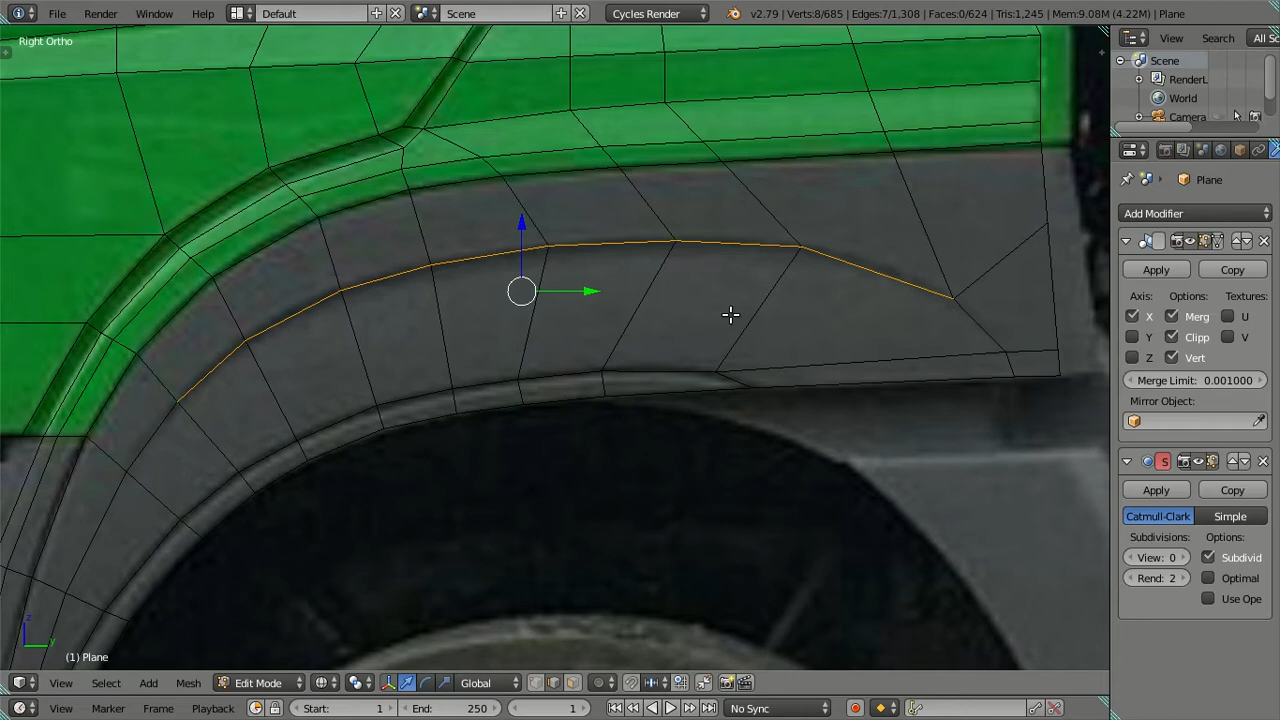 File Render Window Help Default Scene Cycles Render v2.79 | Verts:8/685 | Edges:7/1,308 | Faces:0/624 | Tris:1,245 | Mem:9.08M (4.22M) | Plane
Right Ortho
View Search All Sc
Scene
RenderL
World
Camera
Plane
Add Modifier
Apply Copy
Axis: Options: Textures:
X Merg U
Y Clipp V
Z Vert
Merge Limit: 0.001000
Mirror Object:
S
Apply Copy
Catmull-Clark Simple
Subdivisions: Options:
View: 0 Subdivid
Rend: 2 Optimal
Use Ope
z
y
(1) Plane
View Select Add Mesh Edit Mode Global
View Marker Frame Playback Start: 1 End: 250 1 No Sync